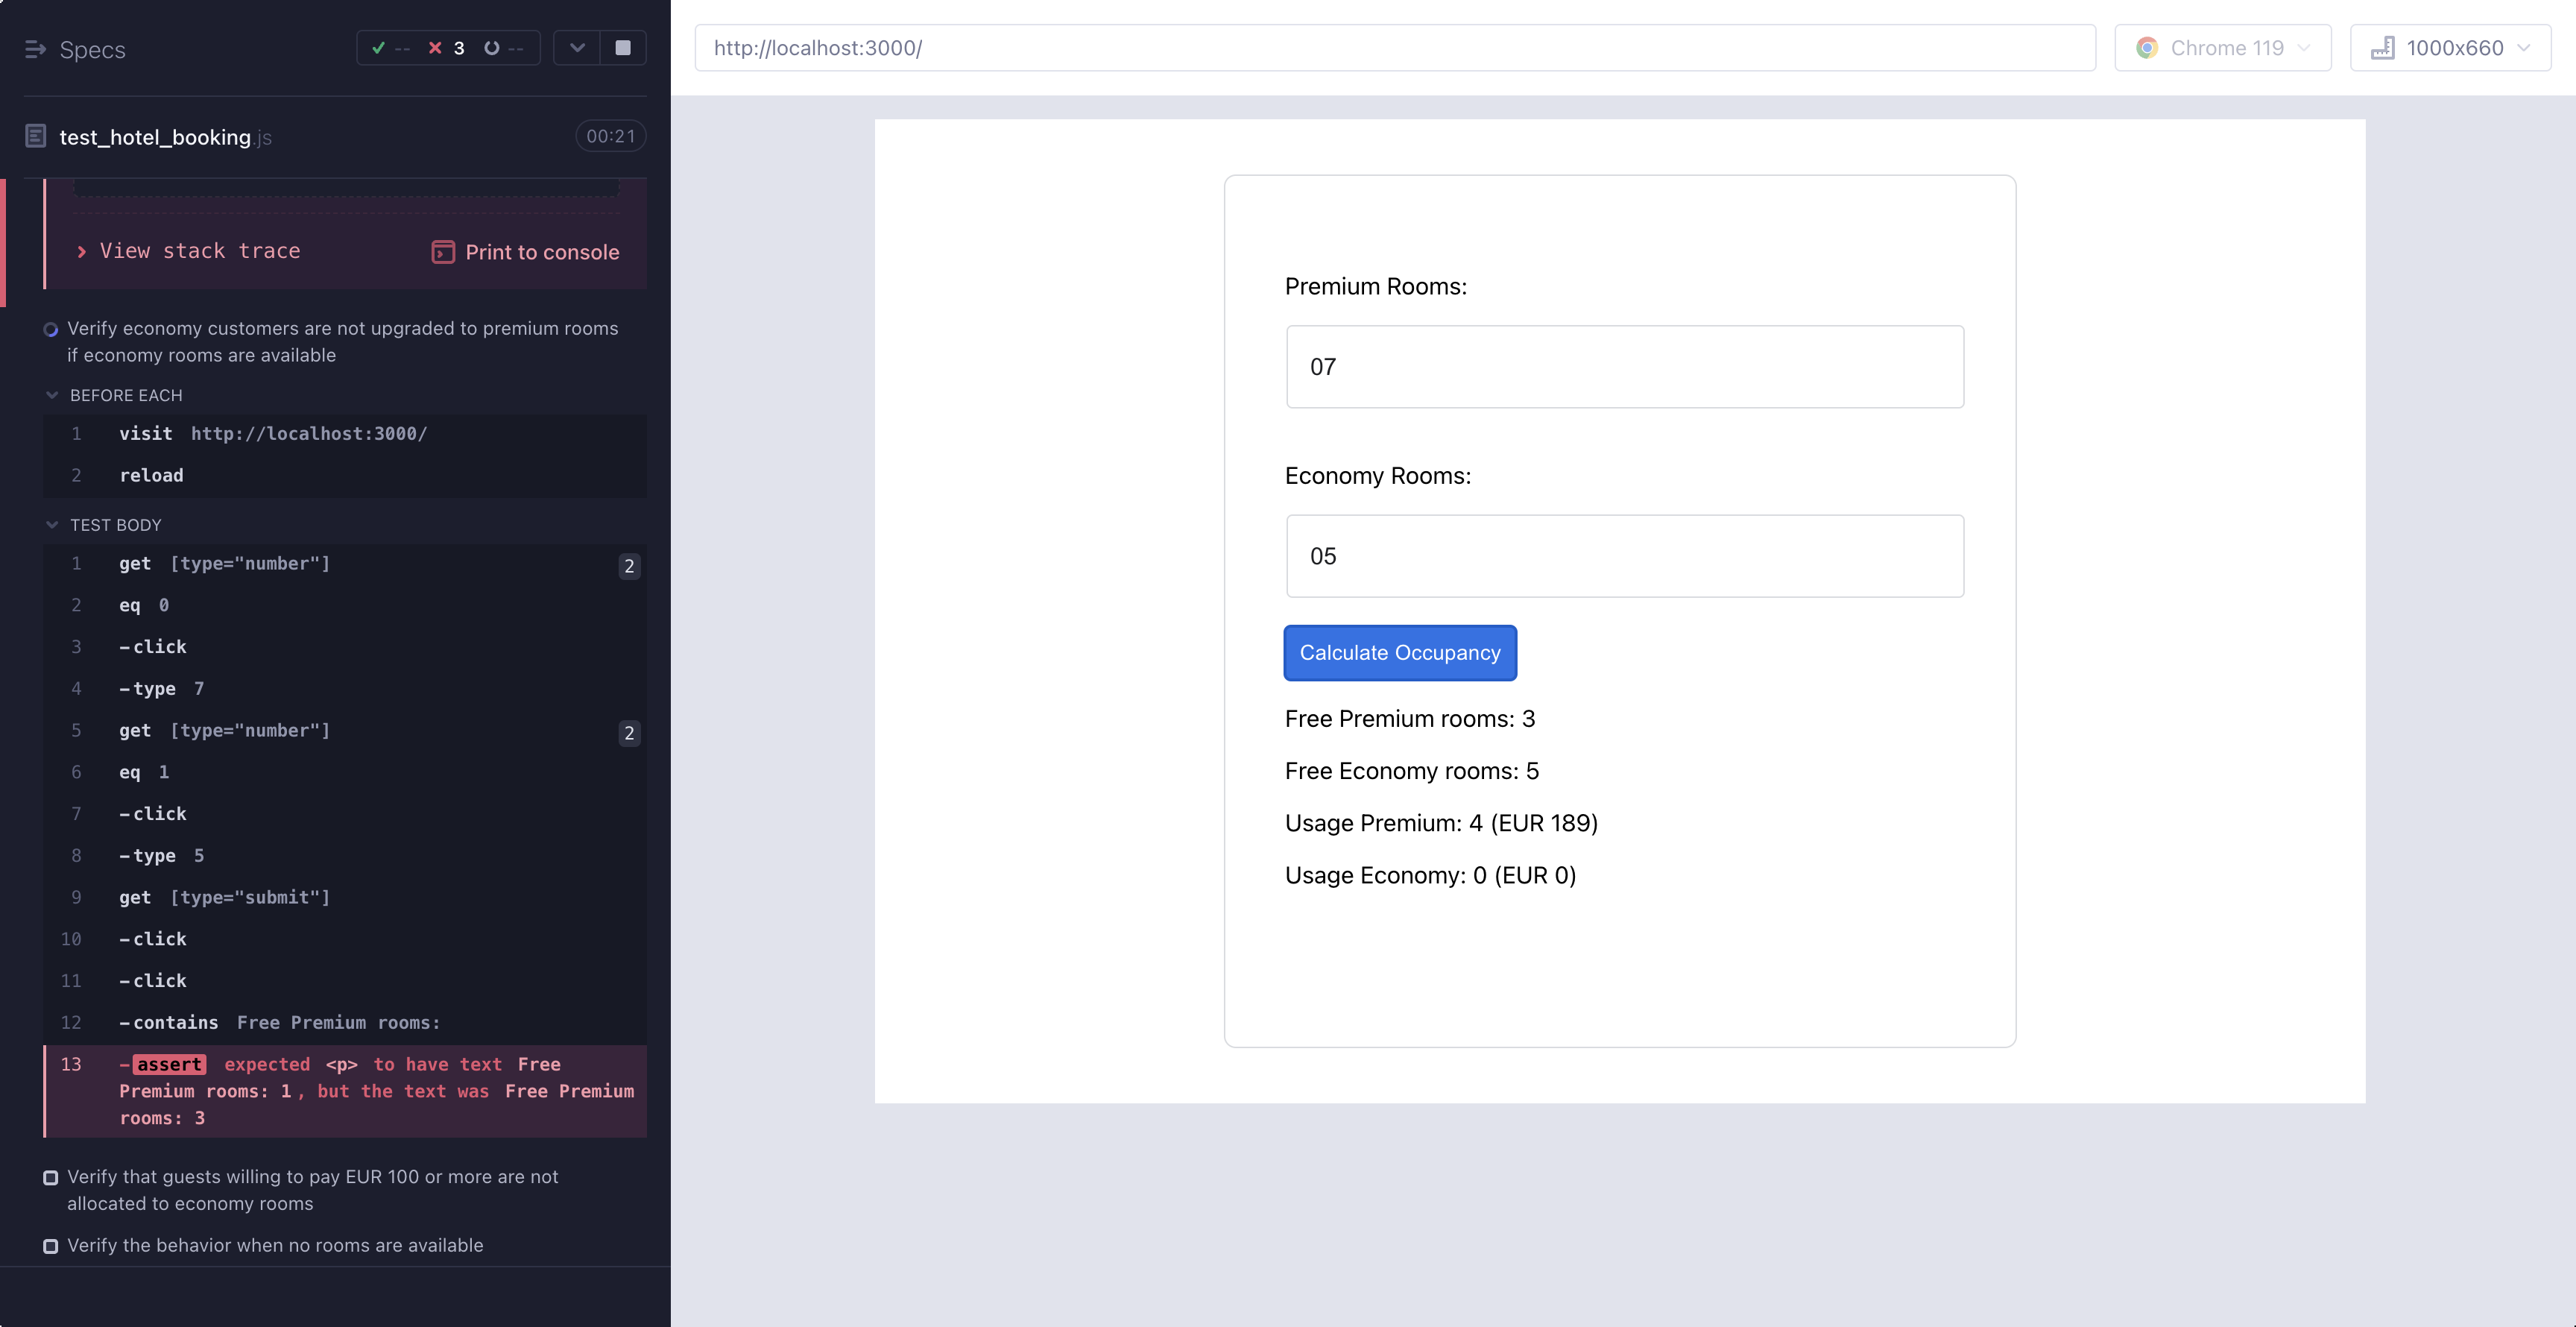 Specs
-- 3 --
test_hotel_booking.js
00:21
View stack trace
Print to console
Verify economy customers are not upgraded to premium rooms
if economy rooms are available
BEFORE EACH
1 visit http://localhost:3000/
2 reload
TEST BODY
1 get [type="number"] 2
2 eq 0
3 -click
4 -type 7
5 get [type="number"] 2
6 eq 1
7 -click
8 -type 5
9 get [type="submit"]
10 -click
11 -click
12 -contains Free Premium rooms:
13 -assert expected <p> to have text Free
Premium rooms: 1, but the text was Free Premium
rooms: 3
Verify that guests willing to pay EUR 100 or more are not
allocated to economy rooms
Verify the behavior when no rooms are available
http://localhost:3000/
Chrome 119
1000x660
Premium Rooms:
07
Economy Rooms:
05
Calculate Occupancy
Free Premium rooms: 3
Free Economy rooms: 5
Usage Premium: 4 (EUR 189)
Usage Economy: 0 (EUR 0)